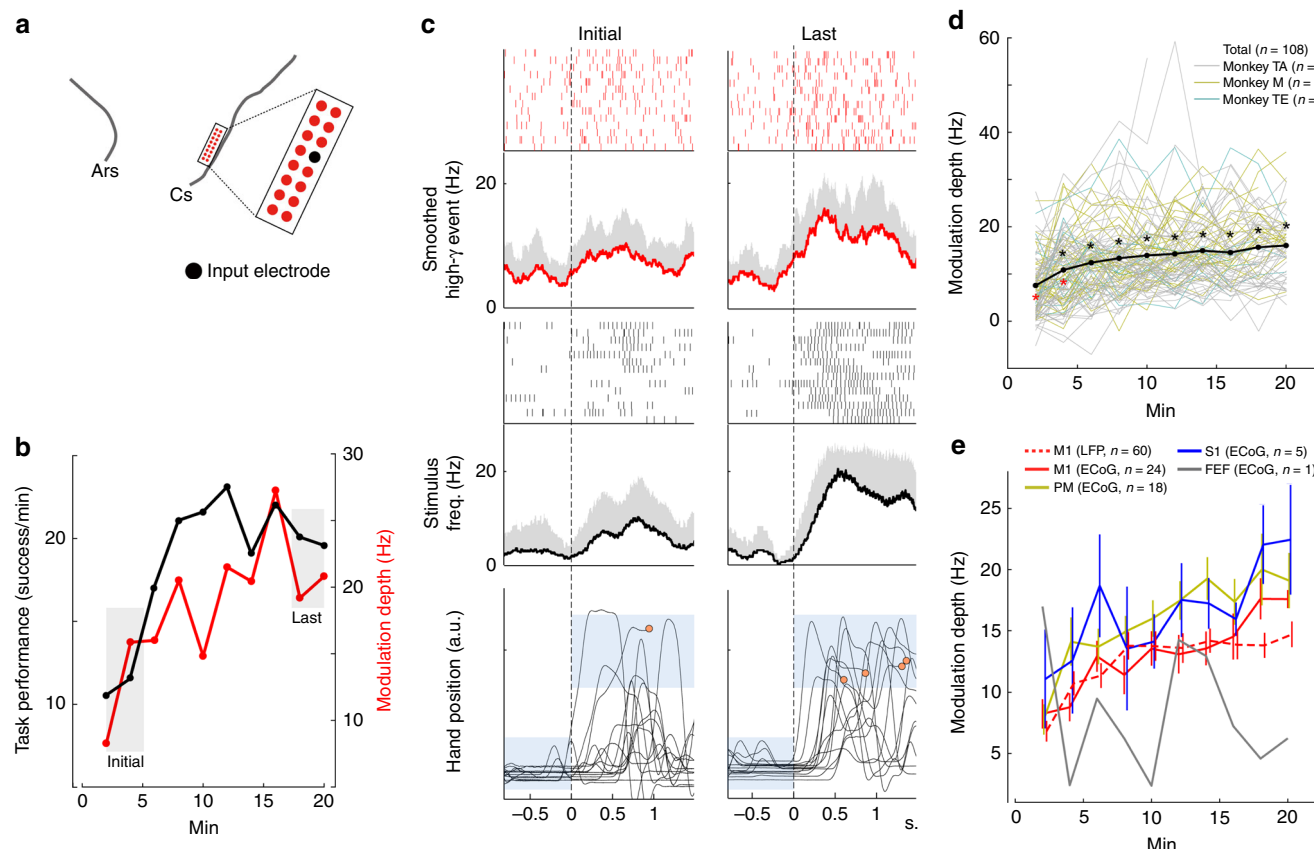 a
Ars
Cs
Input electrode
b
Task performance (success/min)
20
10
30
20
10
Modulation depth (Hz)
Initial
Last
0
5
10
15
20
Min
c
Initial
Last
Smoothed
high-γ event (Hz)
20
0
Stimulus
freq. (Hz)
20
0
Hand position (a.u.)
−0.5
0
0.5
1
−0.5
0
0.5
1
s.
d
Modulation depth (Hz)
60
40
20
0
Total (n = 108)
Monkey TA (n =
Monkey M (n =
Monkey TE (n =
* * * * * * * * *
* *
0
5
10
15
20
Min
e
M1 (LFP, n = 60)
M1 (ECoG, n = 24)
PM (ECoG, n = 18)
S1 (ECoG, n = 5)
FEF (ECoG, n = 1)
Modulation depth (Hz)
25
20
15
10
5
0
5
10
15
20
Min